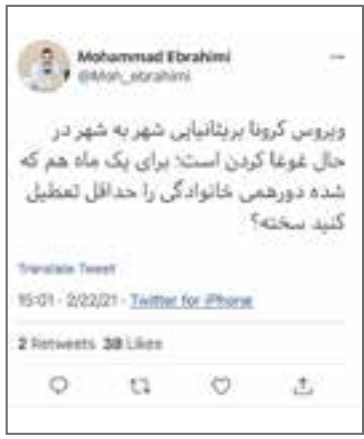 Mohammad Ebrahimi
@Moh_ebrahimi
ویروس کرونا بریتانیایی شهر به شهر در
حال غوغا کردن است؛ برای یک ماه هم که
شده دورهمی خانوادگی را حداقل تعطیل
کنید سخته؟
Translate Tweet
15:01 - 2/22/21 - Twitter for iPhone
2 Retweets 38 Likes